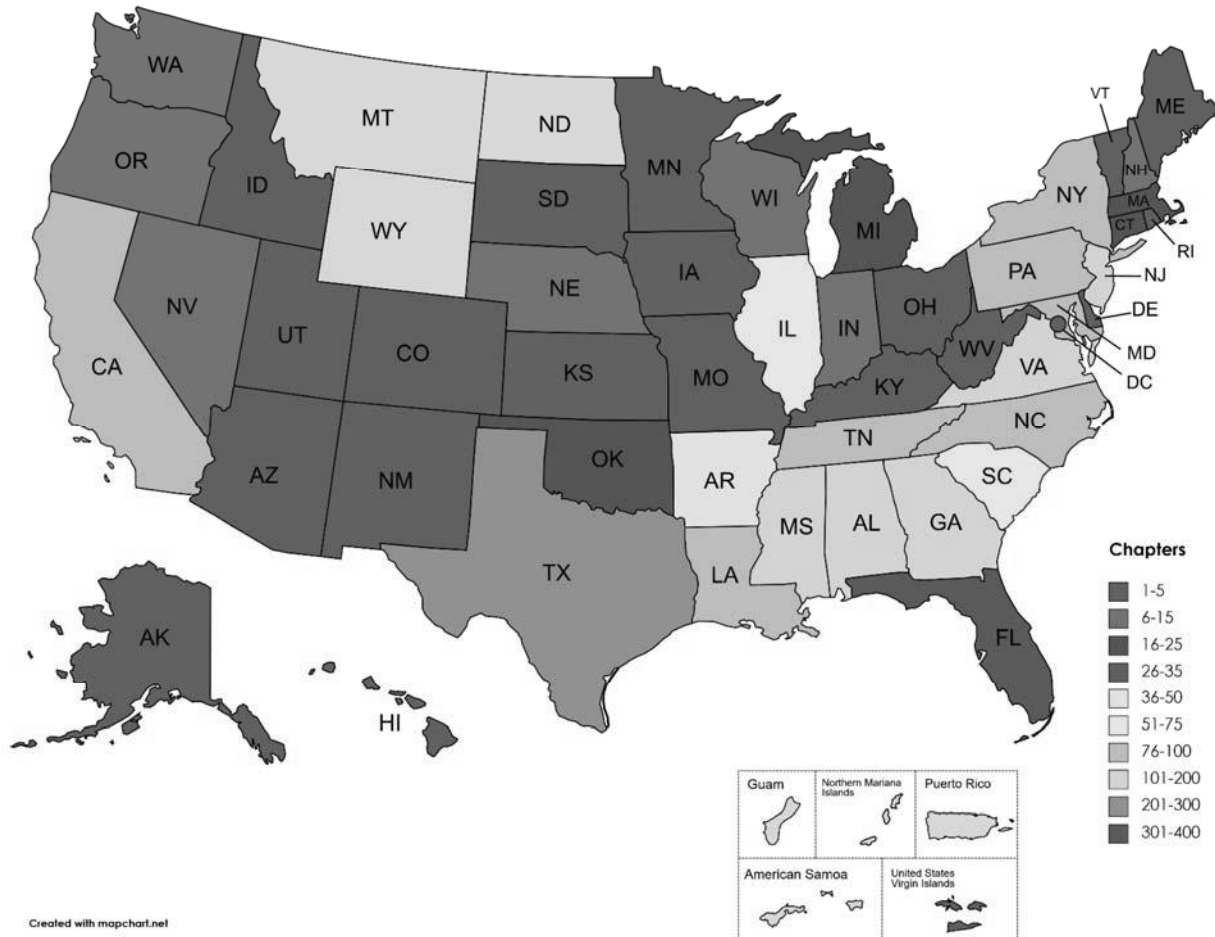 WA
MT
ND
MN
VT
ME
OR
ID
SD
WI
NY
NH
MA
WY
MI
CT
RI
IA
PA
NJ
NE
NV
OH
DE
UT
IL
IN
CO
WV
MD
CA
VA
DC
KS
MO
KY
NC
TN
OK
AZ
NM
AR
SC
MS
AL
GA
Chapters
TX
LA
1-5
6-15
FL
16-25
AK
26-35
36-50
51-75
HI
76-100
101-200
201-300
301-400
Guam
Northern Mariana
Islands
Puerto Rico
American Samoa
United States
Virgin Islands
Created with mapchart.net